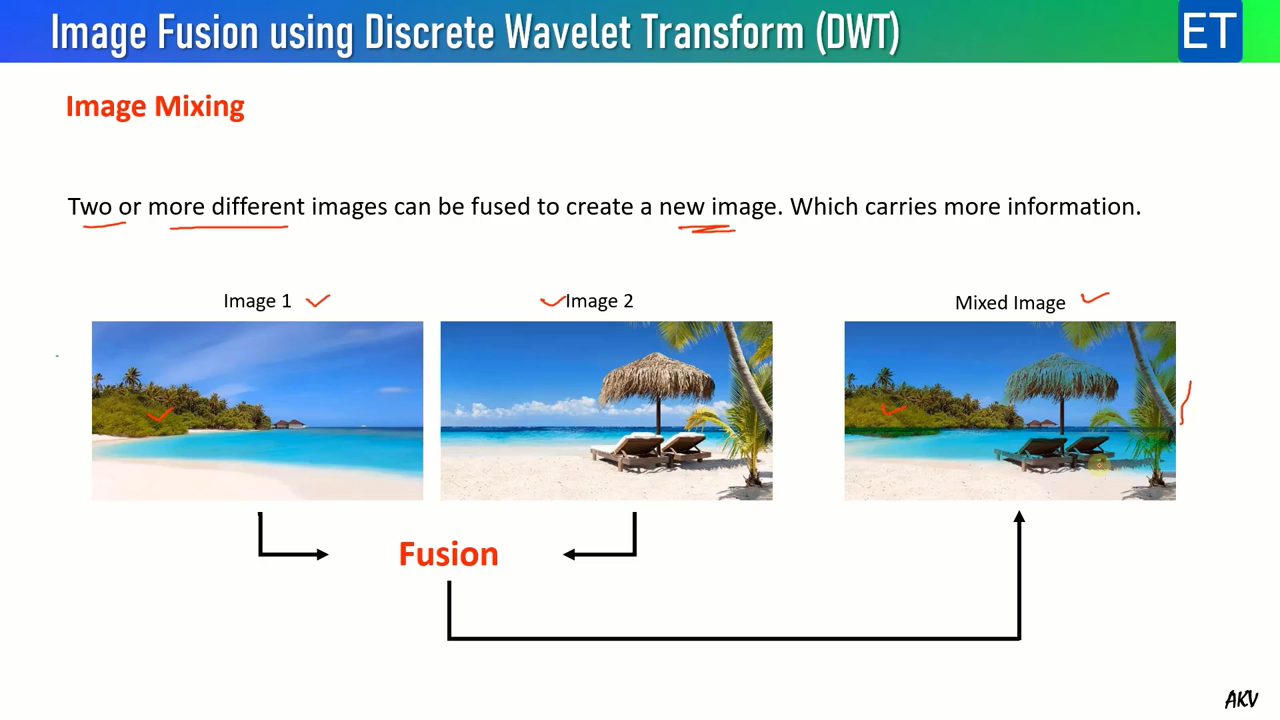 Image Fusion using Discrete Wavelet Transform (DWT)
ET
Image Mixing
Two or more different images can be fused to create a new image. Which carries more information.
Image 1
Image 2
Mixed Image
Fusion
AKV